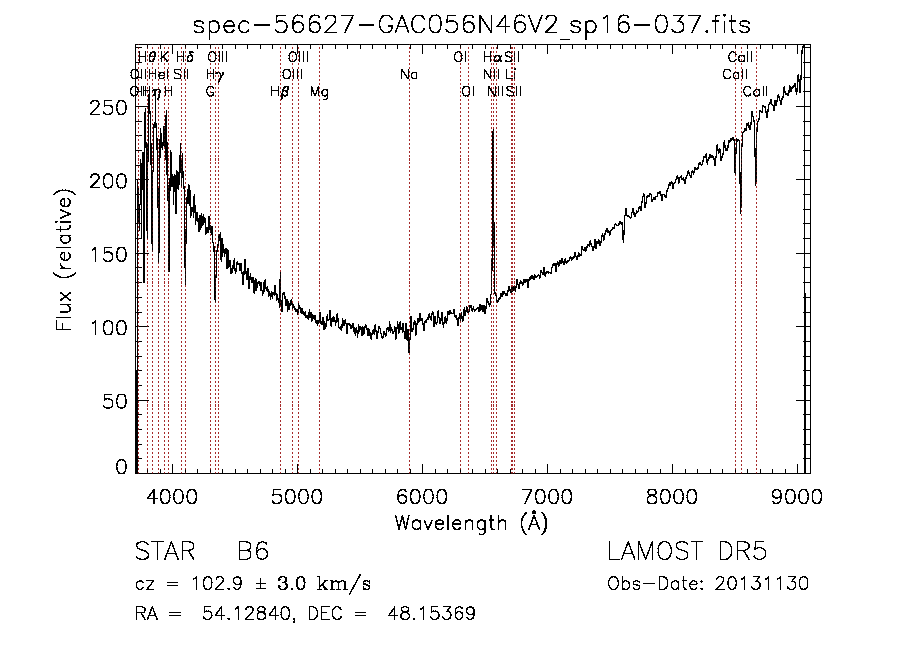 spec-56627-GAC056N46V2_sp16-037.fits
Hθ K Hδ OIII OIII OI Hα SII CaII
OII HeI SII Hγ OIII Na NII Li CaII
OII Hη H G Hβ Mg OI NII SII CaII
250
200
150
100
50
0
Flux (relative)
4000 5000 6000 7000 8000 9000
Wavelength (Å)
STAR B6 LAMOST DR5
cz = 102.9 ± 3.0 km/s Obs-Date: 20131130
RA = 54.12840, DEC = 48.15369